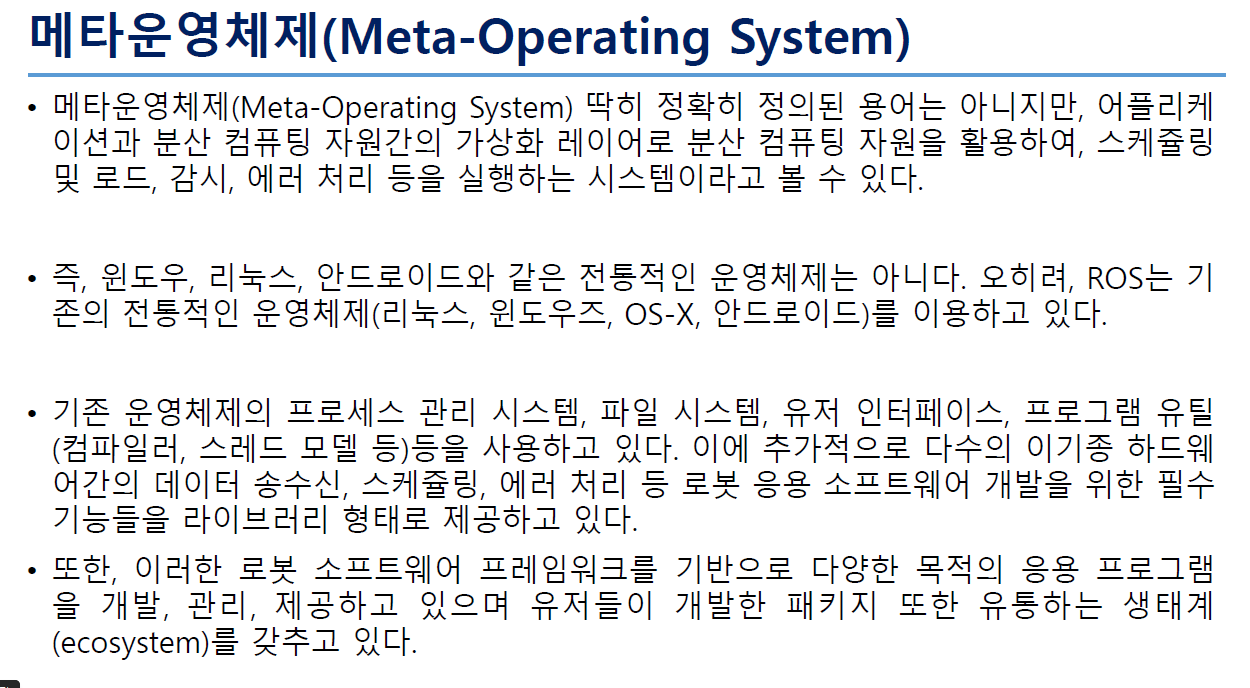 메타운영체제(Meta-Operating System)
• 메타운영체제(Meta-Operating System) 딱히 정확히 정의된 용어는 아니지만, 어플리케
이션과 분산 컴퓨팅 자원간의 가상화 레이어로 분산 컴퓨팅 자원을 활용하여, 스케쥴링
및 로드, 감시, 에러 처리 등을 실행하는 시스템이라고 볼 수 있다.
• 즉, 윈도우, 리눅스, 안드로이드와 같은 전통적인 운영체제는 아니다. 오히려, ROS는 기
존의 전통적인 운영체제(리눅스, 윈도우즈, OS-X, 안드로이드)를 이용하고 있다.
• 기존 운영체제의 프로세스 관리 시스템, 파일 시스템, 유저 인터페이스, 프로그램 유틸
(컴파일러, 스레드 모델 등)등을 사용하고 있다. 이에 추가적으로 다수의 이기종 하드웨
어간의 데이터 송수신, 스케쥴링, 에러 처리 등 로봇 응용 소프트웨어 개발을 위한 필수
기능들을 라이브러리 형태로 제공하고 있다.
• 또한, 이러한 로봇 소프트웨어 프레임워크를 기반으로 다양한 목적의 응용 프로그램
을 개발, 관리, 제공하고 있으며 유저들이 개발한 패키지 또한 유통하는 생태계
(ecosystem)를 갖추고 있다.